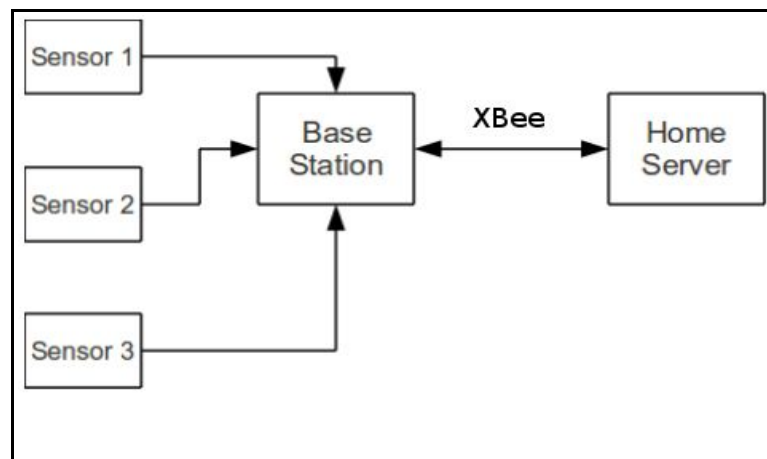 Sensor 1
Base
Station
XBee
Home
Server
Sensor 2
Sensor 3